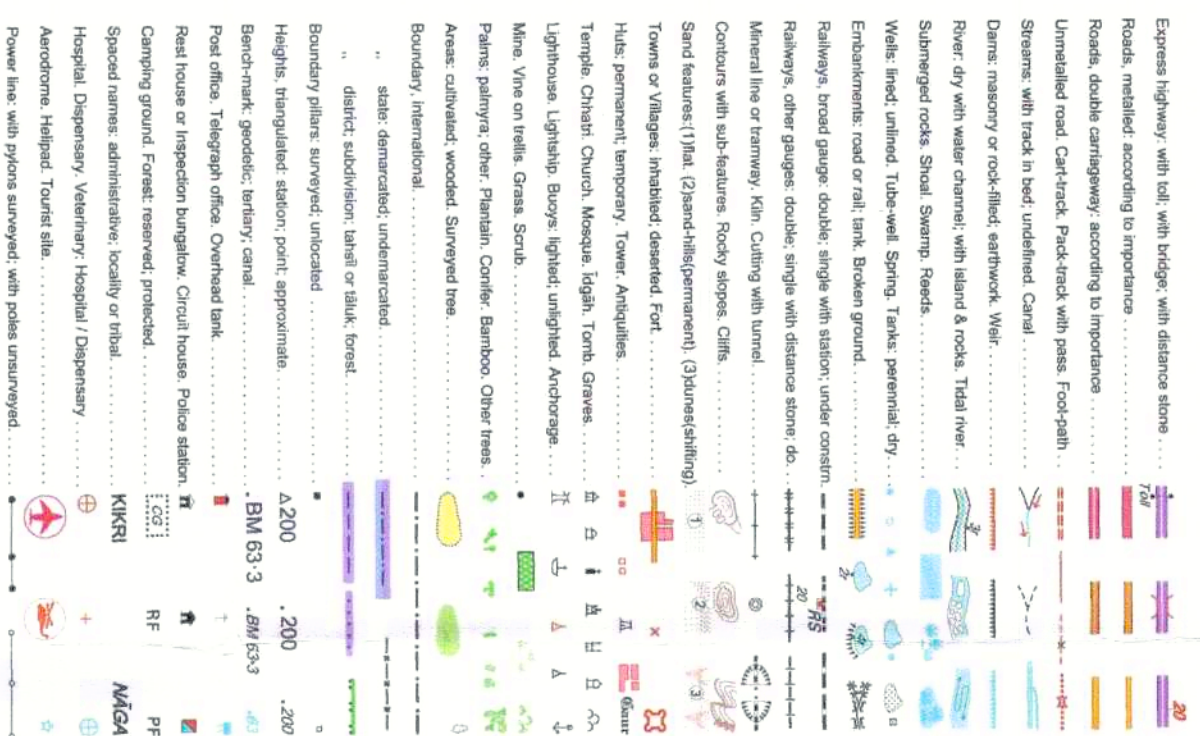 Express highway: with toll; with bridge; with distance stone Toll 20
Roads, metalled: according to importance
Roads, double carriageway: according to importance
Unmetalled road. Cart-track. Pack-track with pass. Foot-path
Streams: with track in bed; undefined. Canal
Dams: masonry or rock-filled; earthwork. Weir
River: dry with water channel; with island & rocks. Tidal river
Submerged rocks. Shoal. Swamp. Reeds.
Wells: lined; unlined. Tube-well. Spring. Tanks: perennial; dry
Embankments: road or rail; tank. Broken ground. 2r
Railways, broad gauge: double; single with station; under constrn. RS
Railways, other gauges: double; single with distance stone; do. 20
Mineral line or tramway. Kiln. Cutting with tunnel.
Contours with sub-features. Rocky slopes. Cliffs.
Sand features:(1)flat. (2)sand-hills(permanent). (3)dunes(shifting). 1 2 3
Towns or Villages: inhabited; deserted. Fort.
Huts; permanent; temporary. Tower. Antiquities. Gaur
Temple. Chhatri. Church. Mosque. Īdgāh. Tomb. Graves.
Lighthouse. Lightship. Buoys: lighted; unlighted. Anchorage.
Mine. Vine on trellis. Grass. Scrub
Palms: palmyra; other. Plantain. Conifer. Bamboo. Other trees.
Areas: cultivated; wooded. Surveyed tree.
Boundary, international.
,, state: demarcated; undemarcated.
,, district; subdivision; tahsīl or tāluk; forest.
Boundary pillars: surveyed; unlocated
Heights, triangulated: station; point; approximate. △200 .200 .200
Bench-mark: geodetic; tertiary; canal. .BM 63·3 .BM 63·3 .63
Post office. Telegraph office. Overhead tank.
Rest house or Inspection bungalow. Circuit house. Police station.
Camping ground. Forest: reserved; protected. CG RF PF
Spaced names: administrative; locality or tribal. KIKRI NĀGA
Hospital. Dispensary. Veterinary: Hospital / Dispensary
Aerodrome. Helipad. Tourist site.
Power line: with pylons surveyed; with poles unsurveyed.